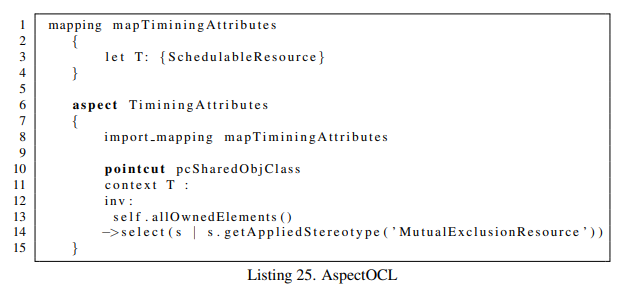 1 mapping mapTiminingAttributes
2 {
3 let T: {SchedulableResource}
4 }
5
6 aspect TiminingAttributes
7 {
8 import_mapping mapTiminingAttributes
9
10 pointcut pcSharedObjClass
11 context T :
12 inv:
13 self.allOwnedElements()
14 −>select(s | s.getAppliedStereotype('MutualExclusionResource'))
15 }
Listing 25. AspectOCL